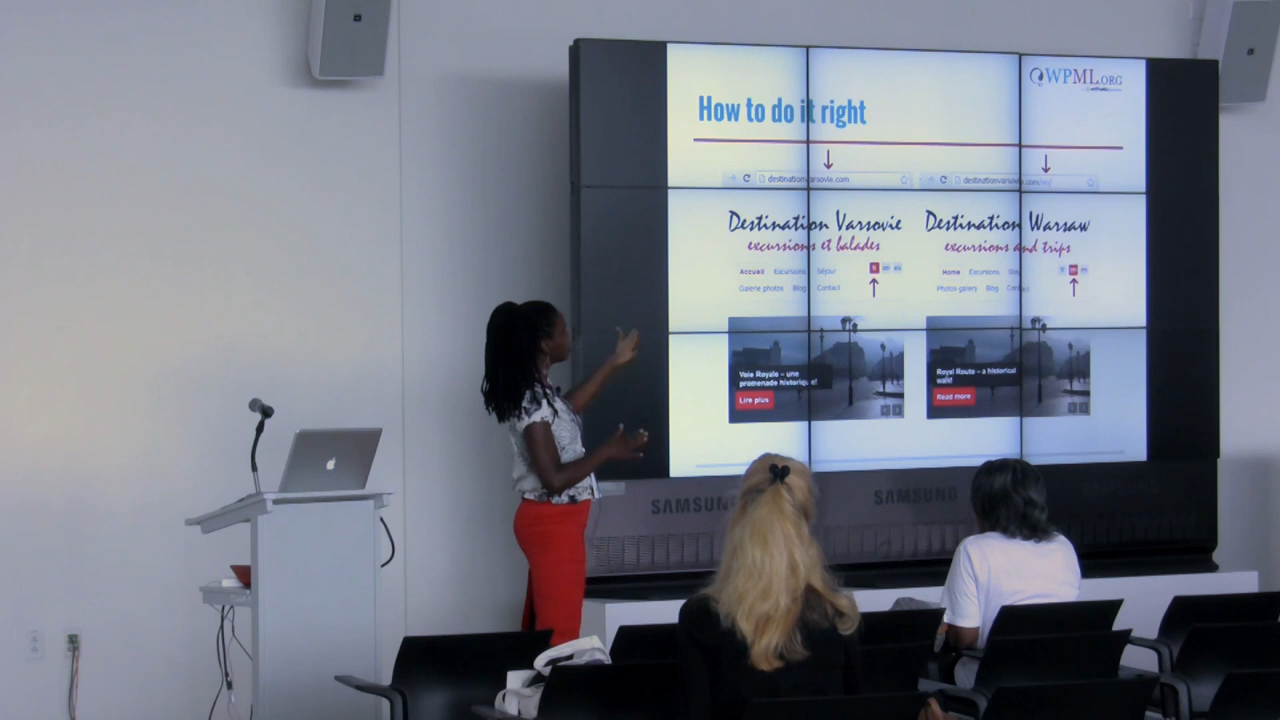 WPML.ORG
How to do it right
destinationvarsovie.com
destinationvarsovie.com/en/
Destination Varsovie
excursions et balades
Accueil Excursions Séjour
Galerie photos Blog Contact
Destination Warsaw
excursions and trips
Home Excursions
Photos gallery Blog Contact
Voie Royale – une
promenade historique!
Lire plus
Royal Route – a historical
walk!
Read more
SAMSUNG
SAMSUNG
SAMSUNG